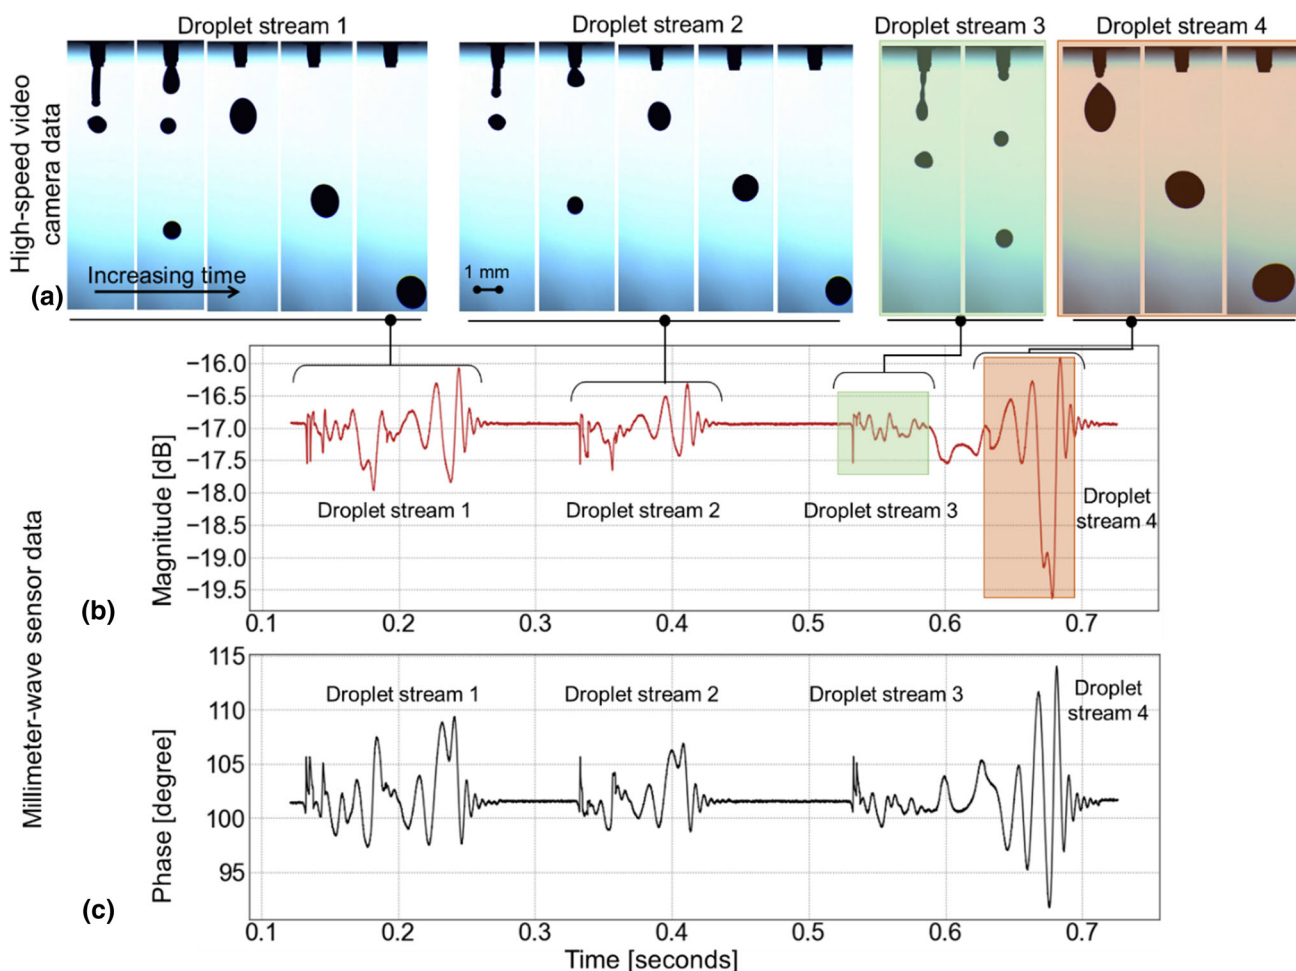 Droplet stream 1
Droplet stream 2
Droplet stream 3
Droplet stream 4
High-speed video
camera data
(a)
Increasing time
1 mm
Millimeter-wave sensor data
(b)
Magnitude [dB]
−16.0
−16.5
−17.0
−17.5
−18.0
−18.5
−19.0
−19.5
Droplet stream 1
Droplet stream 2
Droplet stream 3
Droplet
stream 4
0.1
0.2
0.3
0.4
0.5
0.6
0.7
(c)
Phase [degree]
115
110
105
100
95
90
Droplet stream 1
Droplet stream 2
Droplet stream 3
Droplet
stream 4
0.1
0.2
0.3
0.4
0.5
0.6
0.7
Time [seconds]